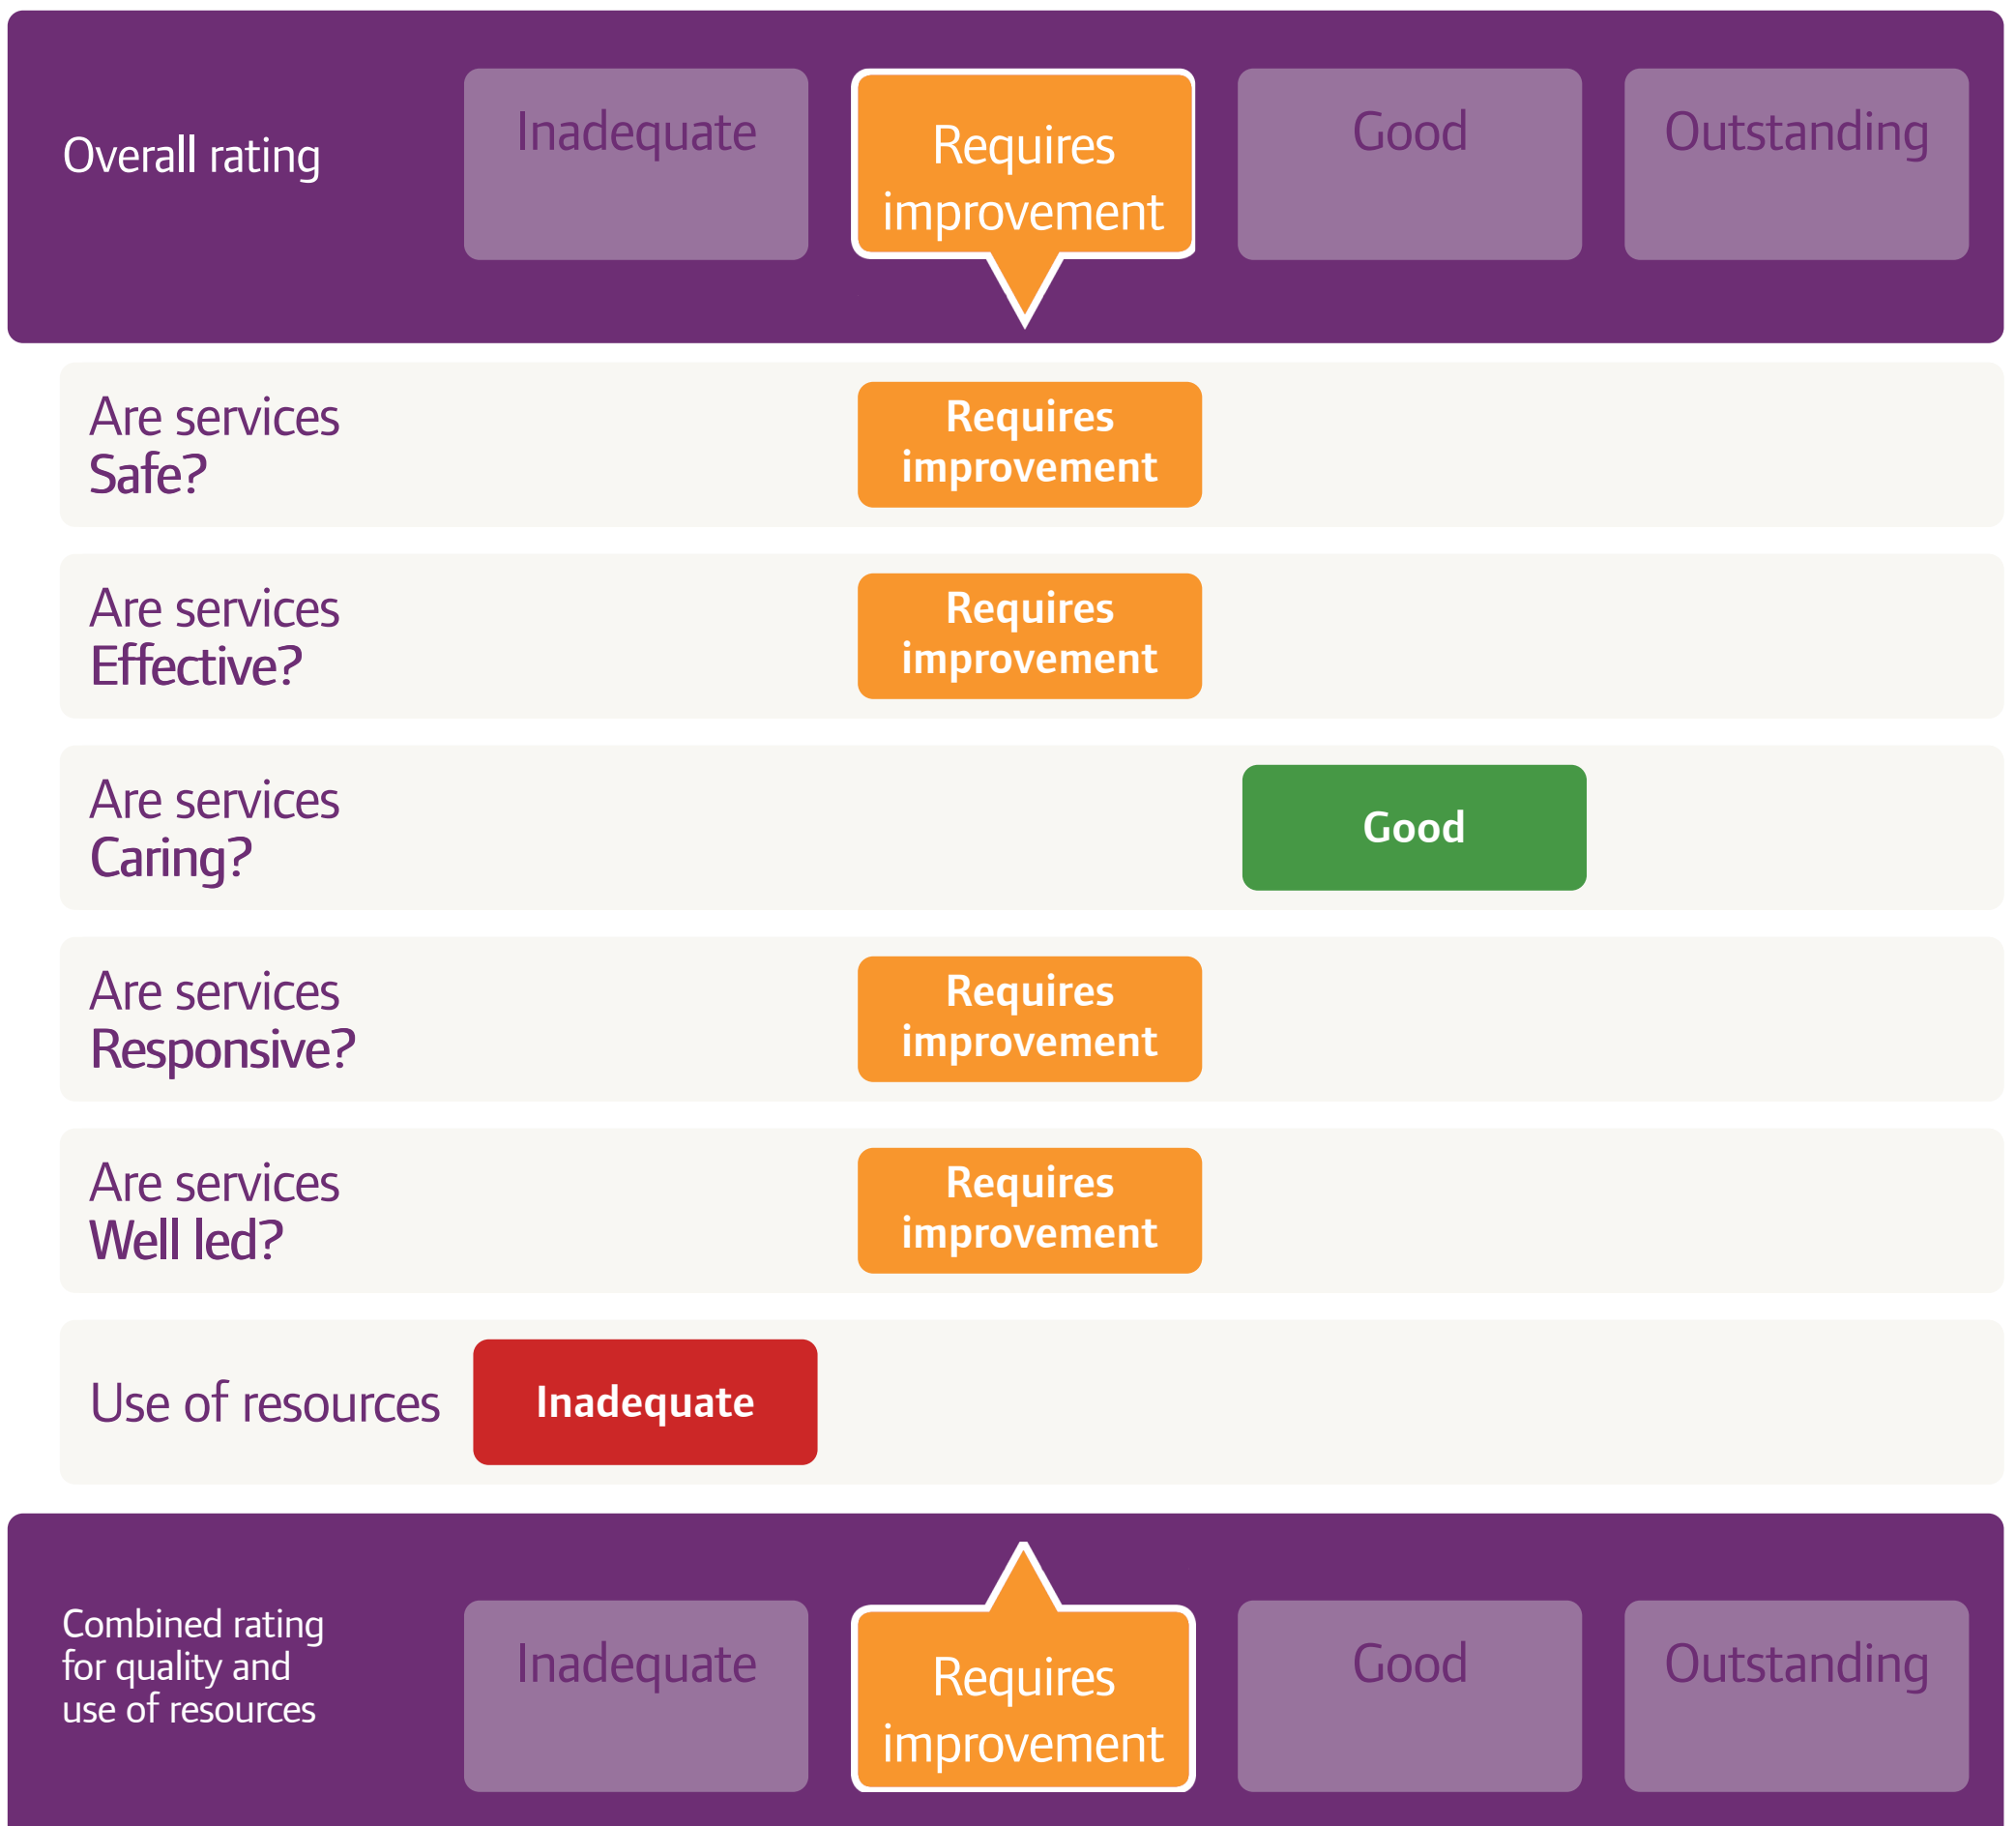 Overall rating
Inadequate
Requires
improvement
Good
Outstanding
Are services
Safe?
Requires
improvement
Are services
Effective?
Requires
improvement
Are services
Caring?
Good
Are services
Responsive?
Requires
improvement
Are services
Well led?
Requires
improvement
Use of resources
Inadequate
Combined rating
for quality and
use of resources
Inadequate
Requires
improvement
Good
Outstanding